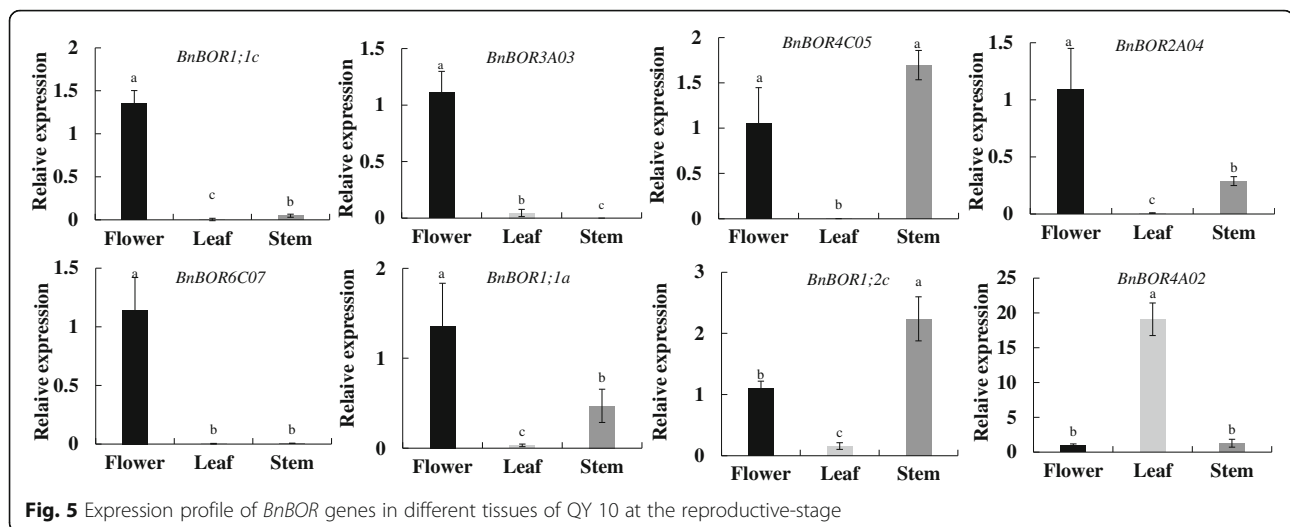 BnBOR1;1c
Relaive expression
2
1.5
1
0.5
0
a
c
b
Flower Leaf Stem
BnBOR3A03
Relaive expression
1.5
1
0.5
0
a
b
c
Flower Leaf Stem
BnBOR4C05
Relaive expression
2
1.5
1
0.5
0
a
b
a
Flower Leaf Stem
BnBOR2A04
Relaive expression
1.5
1
0.5
0
a
c
b
Flower Leaf Stem
BnBOR6C07
Relaive expression
1.5
1
0.5
0
a
b
b
Flower Leaf Stem
BnBOR1;1a
Relaive expression
2
1
0
a
c
b
Flower Leaf Stem
BnBOR1;2c
Relaive expression
3
2
1
0
b
c
a
Flower Leaf Stem
BnBOR4A02
Relaive expression
25
20
15
10
5
0
b
a
b
Flower Leaf Stem
Fig. 5 Expression profile of BnBOR genes in different tissues of QY 10 at the reproductive-stage